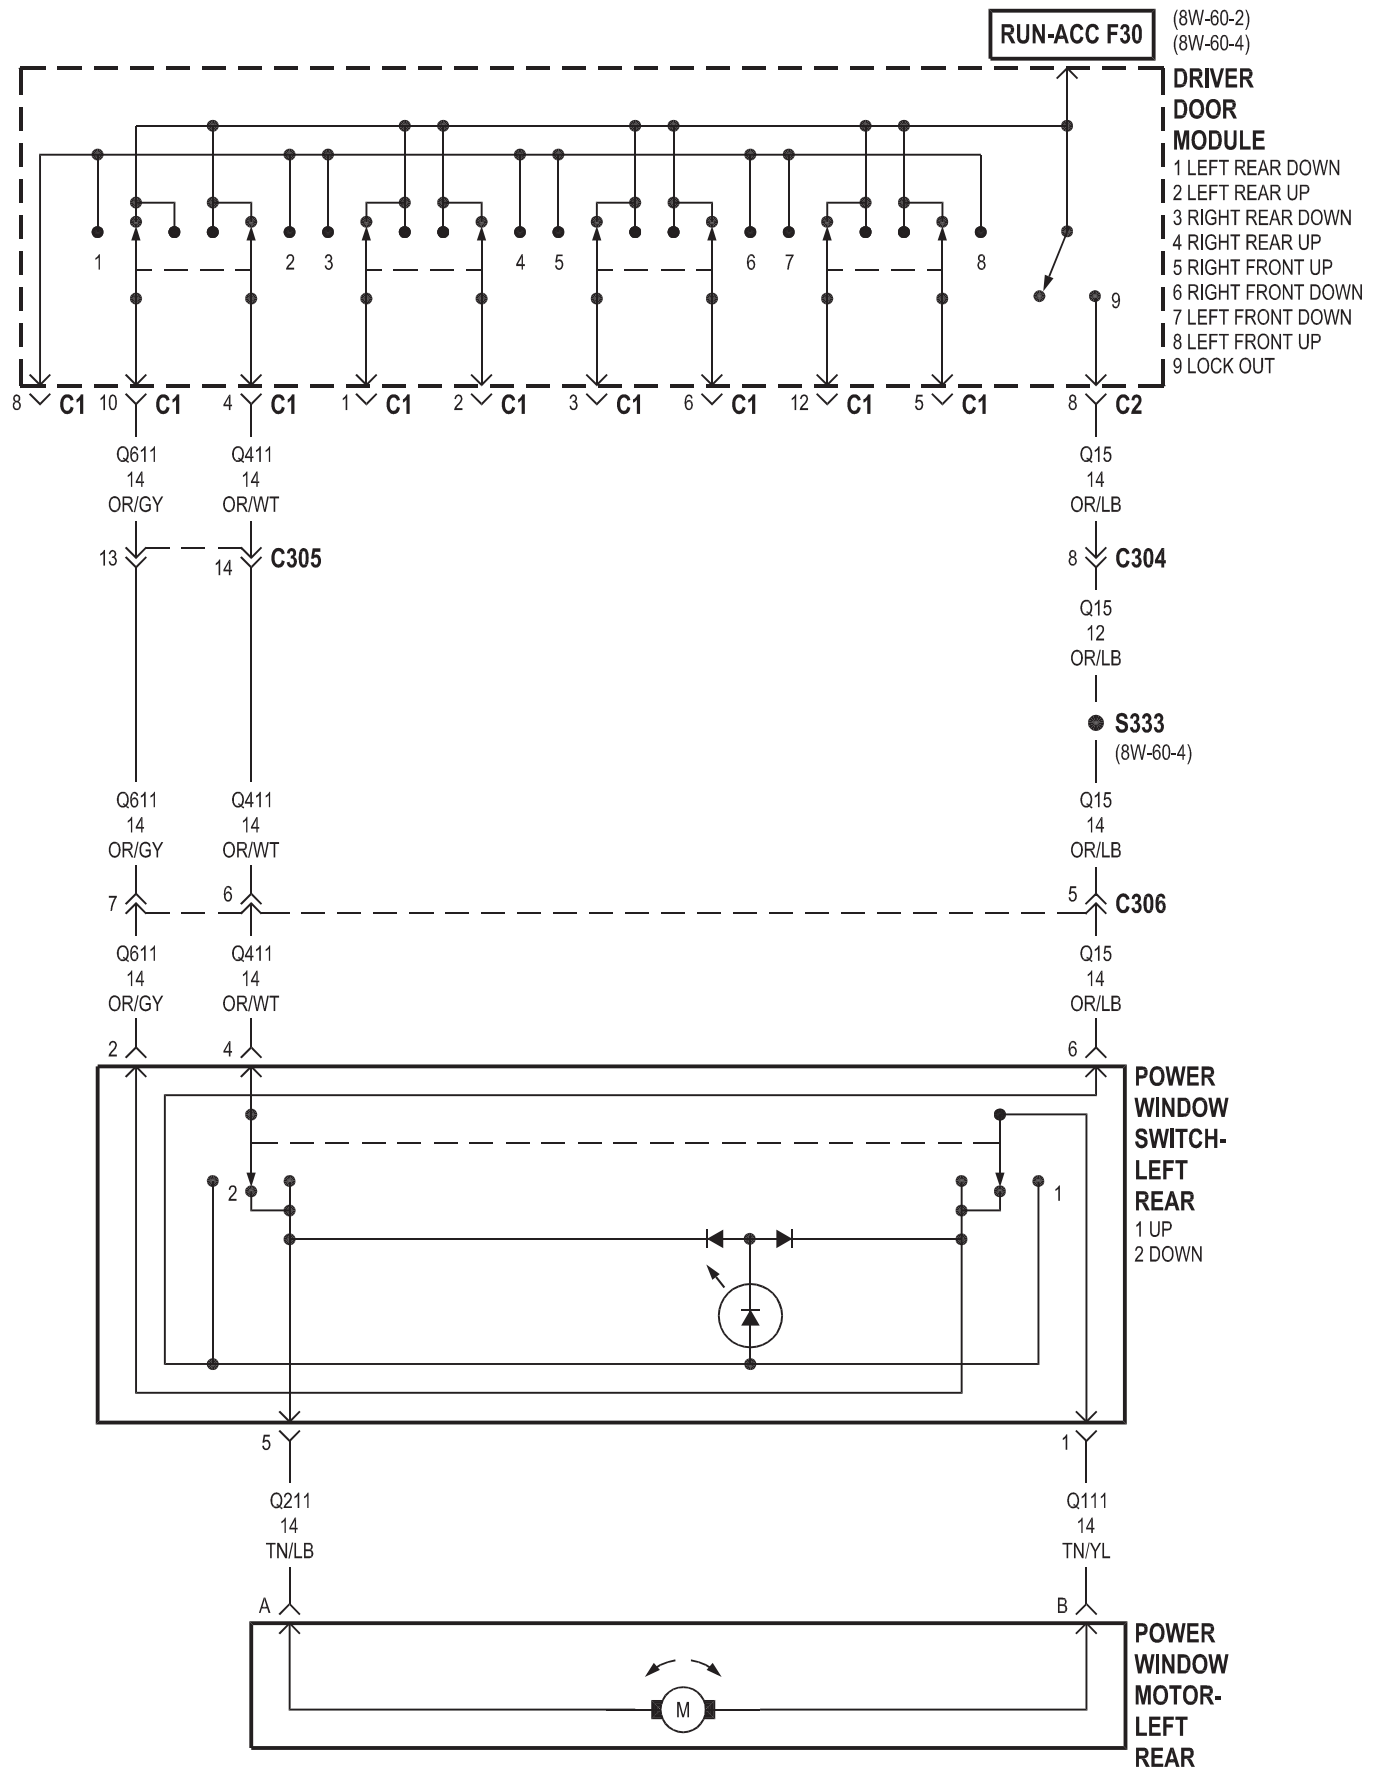 RUN-ACC F30
(8W-60-2)
(8W-60-4)
DRIVER
DOOR
MODULE
1 LEFT REAR DOWN
2 LEFT REAR UP
3 RIGHT REAR DOWN
4 RIGHT REAR UP
5 RIGHT FRONT UP
6 RIGHT FRONT DOWN
7 LEFT FRONT DOWN
8 LEFT FRONT UP
9 LOCK OUT
1 2 3 4 5 6 7 8
9
8 C1 10 C1 4 C1 1 C1 2 C1 3 C1 6 C1 12 C1 5 C1 8 C2
Q611 Q411 Q15
14 14 14
OR/GY OR/WT OR/LB
13 14 C305 8 C304
Q15
12
OR/LB
S333
(8W-60-4)
Q611 Q411 Q15
14 14 14
OR/GY OR/WT OR/LB
7 6 5 C306
Q611 Q411 Q15
14 14 14
OR/GY OR/WT OR/LB
2 4 6
POWER
WINDOW
SWITCH-
LEFT
REAR
1 UP
2 DOWN
2 1
5 1
Q211 Q111
14 14
TN/LB TN/YL
A B
POWER
WINDOW
MOTOR-
LEFT
REAR
M